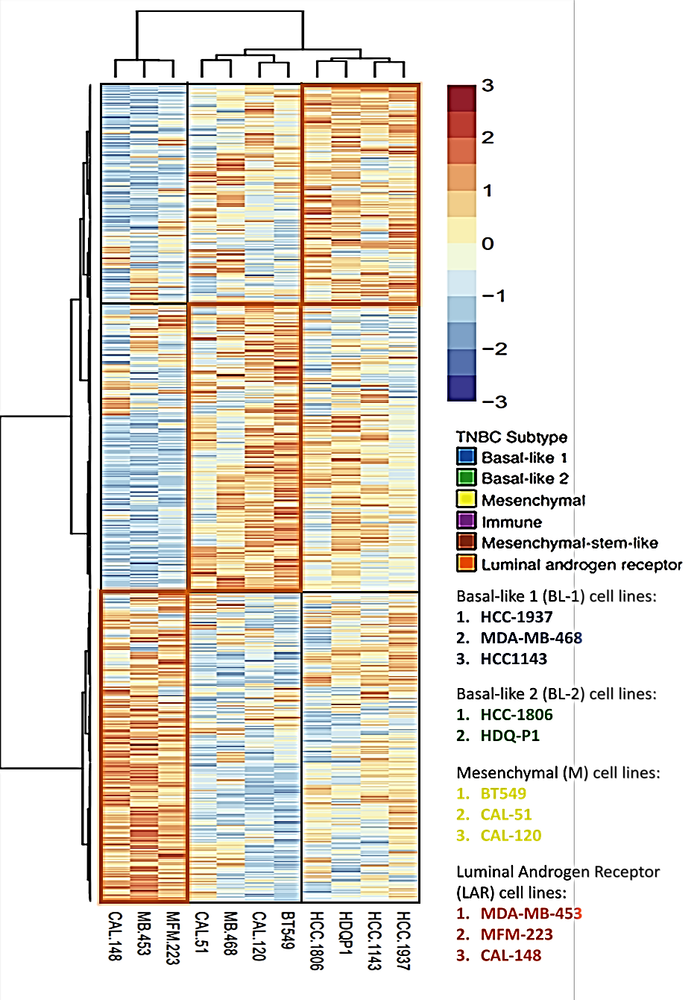 3
2
1
0
−1
−2
−3
TNBC Subtype
Basal-like 1
Basal-like 2
Mesenchymal
Immune
Mesenchymal-stem-like
Luminal androgen receptor
Basal-like 1 (BL-1) cell lines:
1. HCC-1937
2. MDA-MB-468
3. HCC1143
Basal-like 2 (BL-2) cell lines:
1. HCC-1806
2. HDQ-P1
Mesenchymal (M) cell lines:
1. BT549
2. CAL-51
3. CAL-120
Luminal Androgen Receptor
(LAR) cell lines:
1. MDA-MB-453
2. MFM-223
3. CAL-148
CAL.148
MB.453
MFM.223
CAL.51
MB.468
CAL.120
BT549
HCC.1806
HDQP1
HCC.1143
HCC.1937